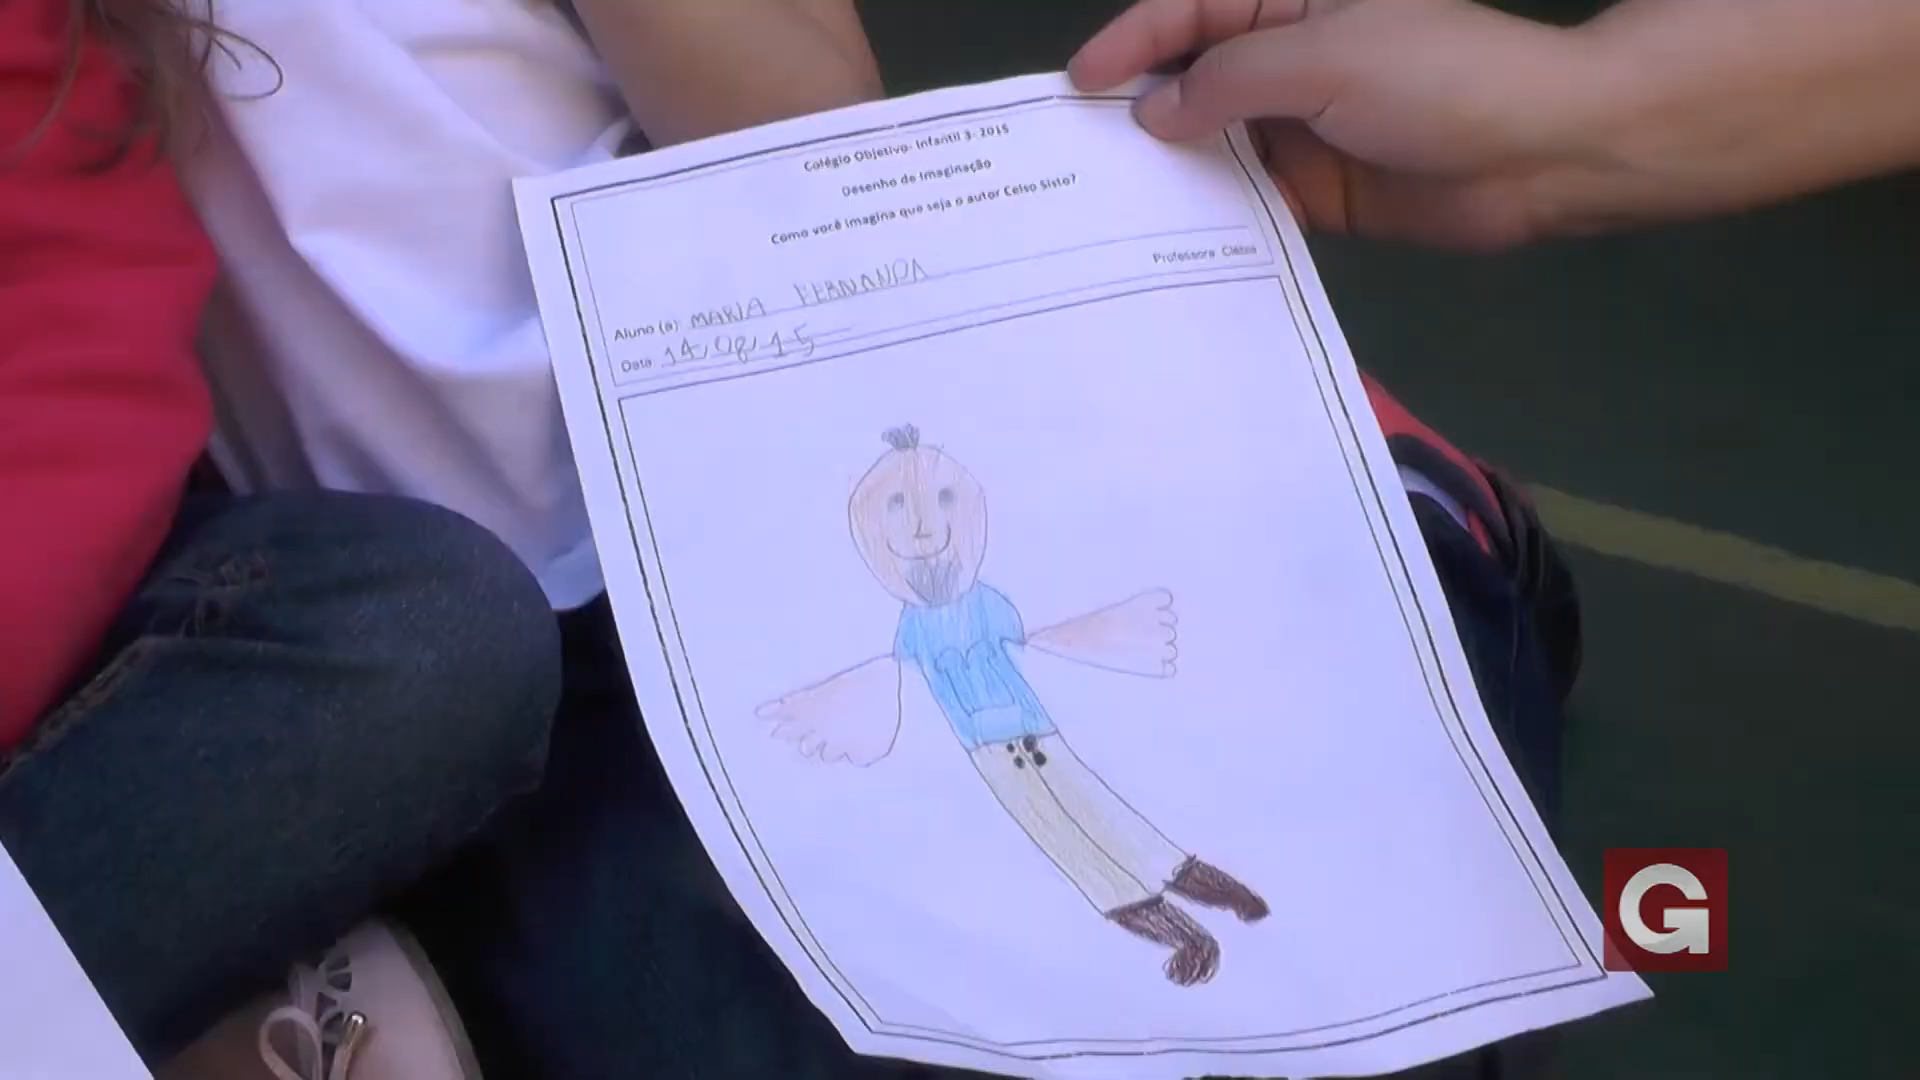 Colégio Objetivo- Infantil 3- 2015
Desenho de Imaginação
Como você imagina que seja o autor Celso Sisto?
Professora
Aluno (a): MARIA FERNANDA
Data: 14/08/15
G